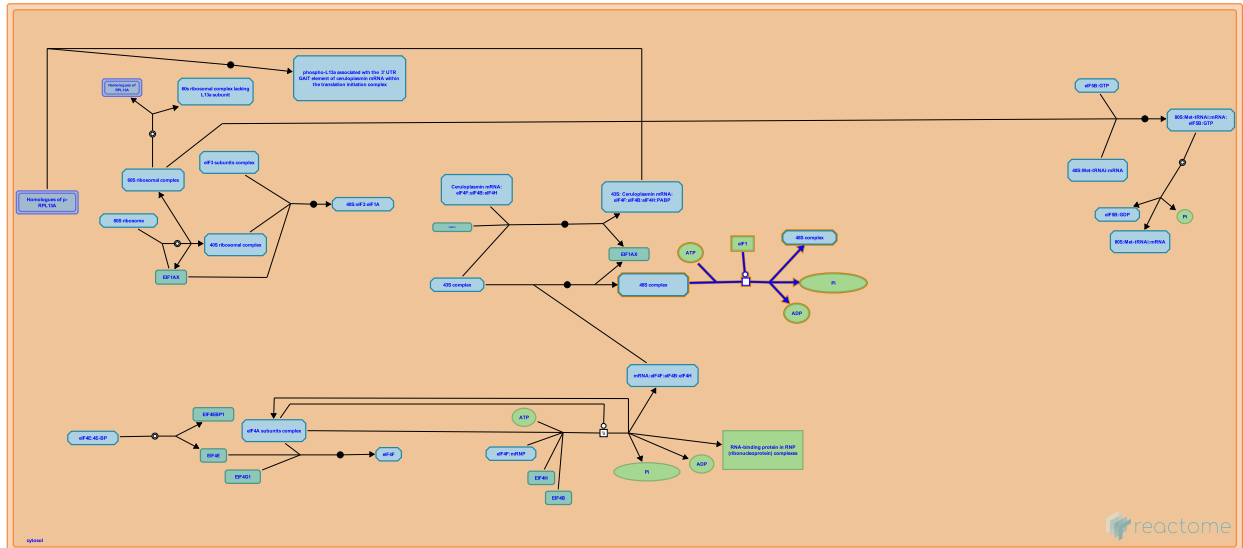 phospho-L13a associated wth the 3' UTR
GAIT element of ceruloplasmin mRNA within
the translation initiation complex
Homologues of
RPL13A
60s ribosomal complex lacking
L13a subunit
eIF5B:GTP
80S:Met-tRNAi:mRNA:
eIF5B:GTP
eIF3 subunits complex
60S ribosomal complex
40S:Met-tRNAi:mRNA
Homologues of p-
RPL13A
40S:eIF3:eIF1A
Ceruloplasmin mRNA:
eIF4F:eIF4B:eIF4H
43S: Ceruloplasmin mRNA:
eIF4F:eIF4B:eIF4H:PABP
80S ribosome
40S ribosomal complex
eIF5B:GDP
Pi
80S:Met-tRNAi:mRNA
EIF1AX
EIF1AX
ATP
eIF1
48S complex
43S complex
48S complex
Pi
ADP
mRNA:eIF4F:eIF4B:eIF4H
EIF4EBP1
eIF4E:4E-BP
eIF4A subunits complex
ATP
EIF4E
eIF4F
EIF4G1
eIF4F:mRNP
EIF4H
EIF4B
Pi
ADP
RNA-binding protein in RNP
(ribonucleoprotein) complexes
cytosol
reactome